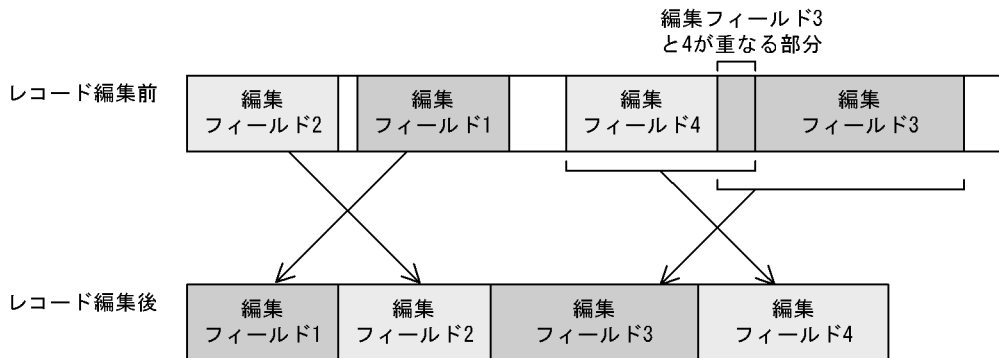 編集フィールド3
と4が重なる部分
レコード編集前
編集
フィールド2
編集
フィールド1
編集
フィールド4
編集
フィールド3
レコード編集後
編集
フィールド1
編集
フィールド2
編集
フィールド3
編集
フィールド4